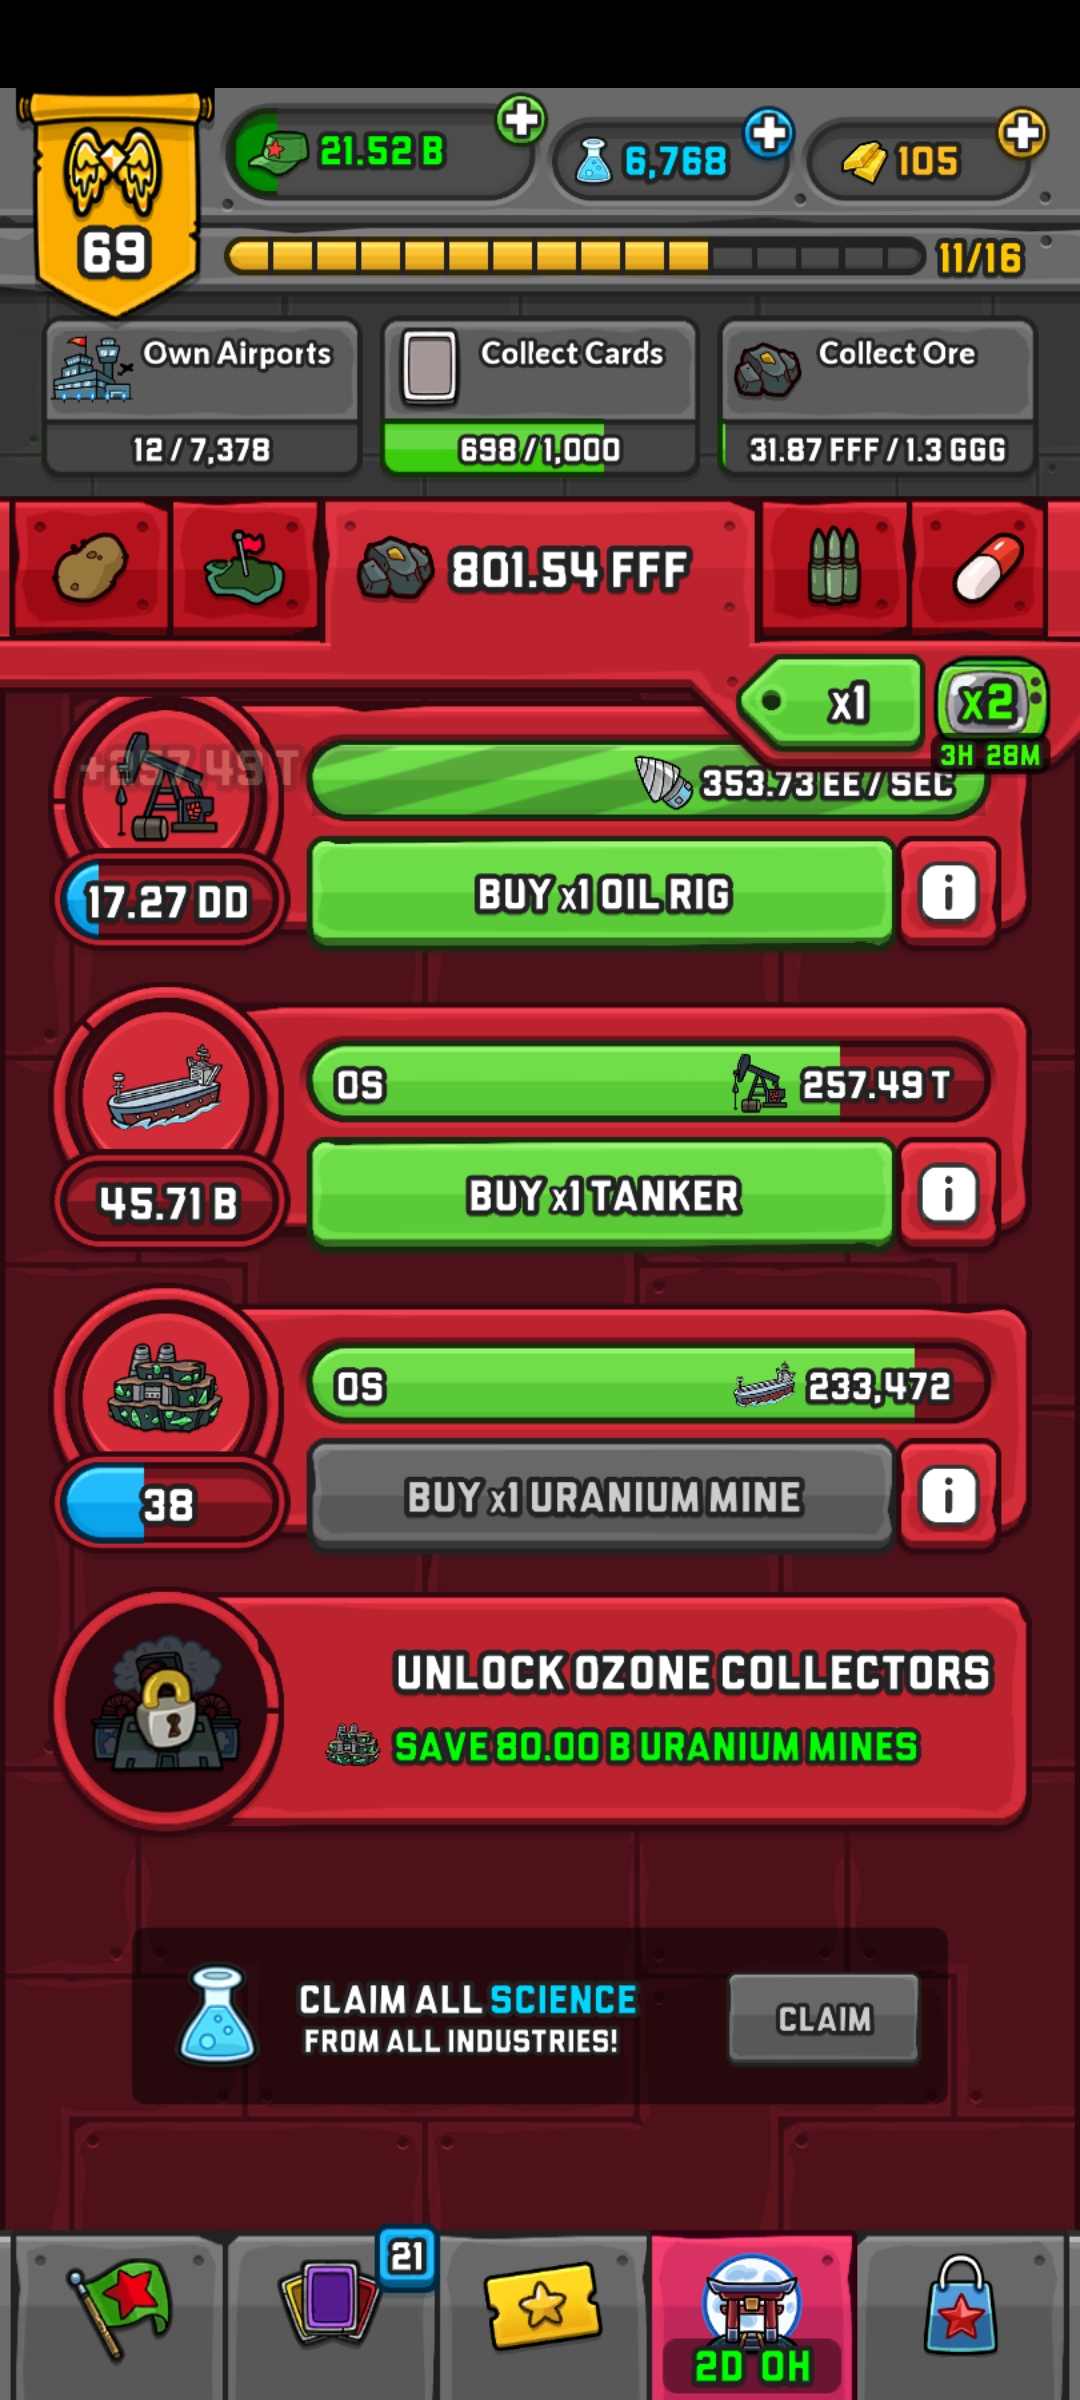 69
21.52 B
6,768
105
11/16
Own Airports
12 / 7,378
Collect Cards
698 / 1,000
Collect Ore
31.87 FFF / 1.3 GGG
801.54 FFF
x1
x2
3H 28M
+257.49 T
353.73 EE / SEC
17.27 DD
BUY x1 OIL RIG
i
0S
257.49 T
45.71 B
BUY x1 TANKER
i
0S
233,472
38
BUY x1 URANIUM MINE
i
UNLOCK OZONE COLLECTORS
SAVE 80.00 B URANIUM MINES
CLAIM ALL SCIENCE
FROM ALL INDUSTRIES!
CLAIM
21
2D 0H